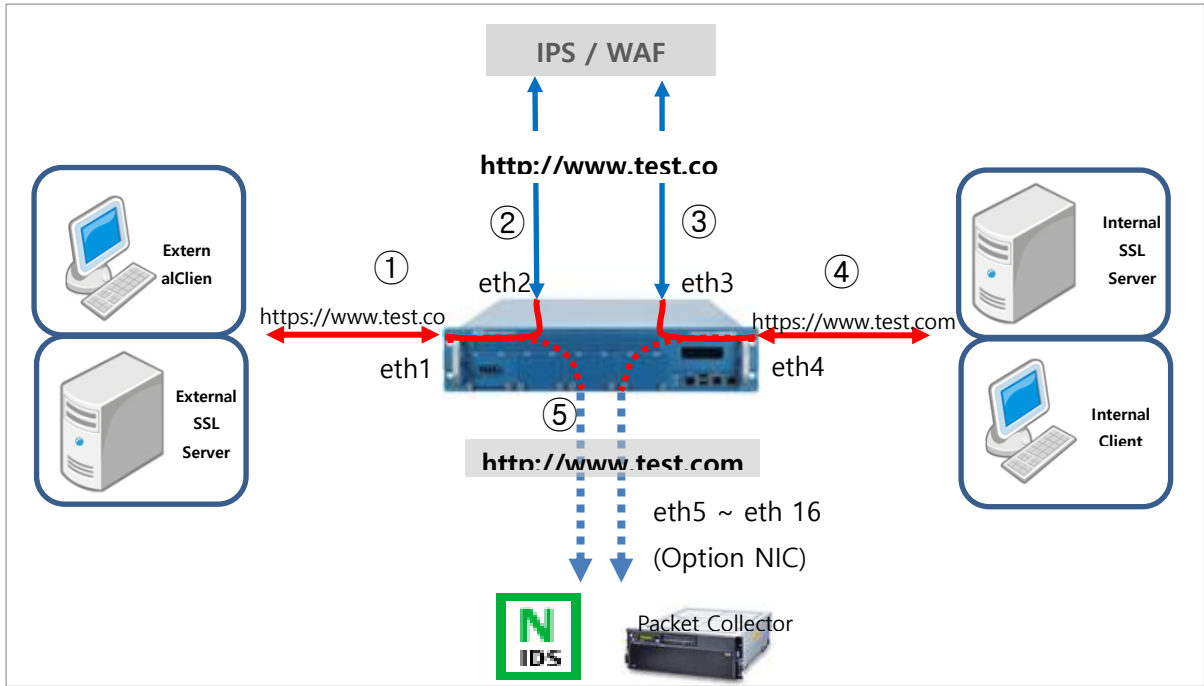 IPS / WAF
http://www.test.co
②
③
eth2
eth3
Extern
alClien
①
https://www.test.co
eth1
④
https://www.test.com
eth4
Internal
SSL
Server
External
SSL
Server
⑤
http://www.test.com
Internal
Client
eth5 ~ eth 16
(Option NIC)
N
IDS
Packet Collector